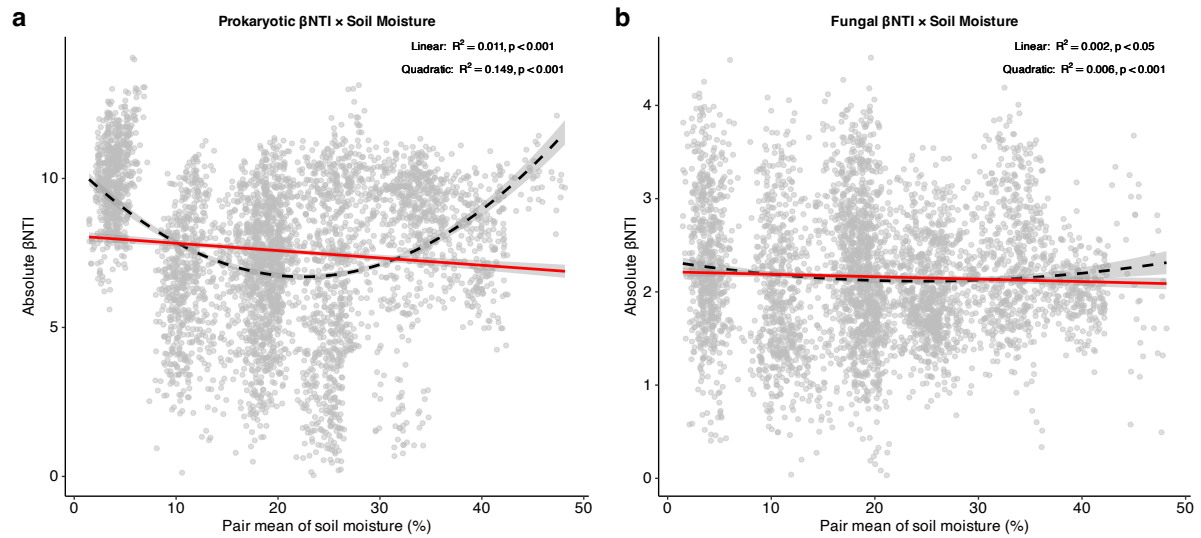 a
Prokaryotic βNTI × Soil Moisture
Linear: R² = 0.011, p < 0.001
Quadratic: R² = 0.149, p < 0.001
Absolute βNTI
10
5
0
0 10 20 30 40 50
Pair mean of soil moisture (%)
b
Fungal βNTI × Soil Moisture
Linear: R² = 0.002, p < 0.05
Quadratic: R² = 0.006, p < 0.001
Absolute βNTI
4
3
2
1
0
0 10 20 30 40 50
Pair mean of soil moisture (%)